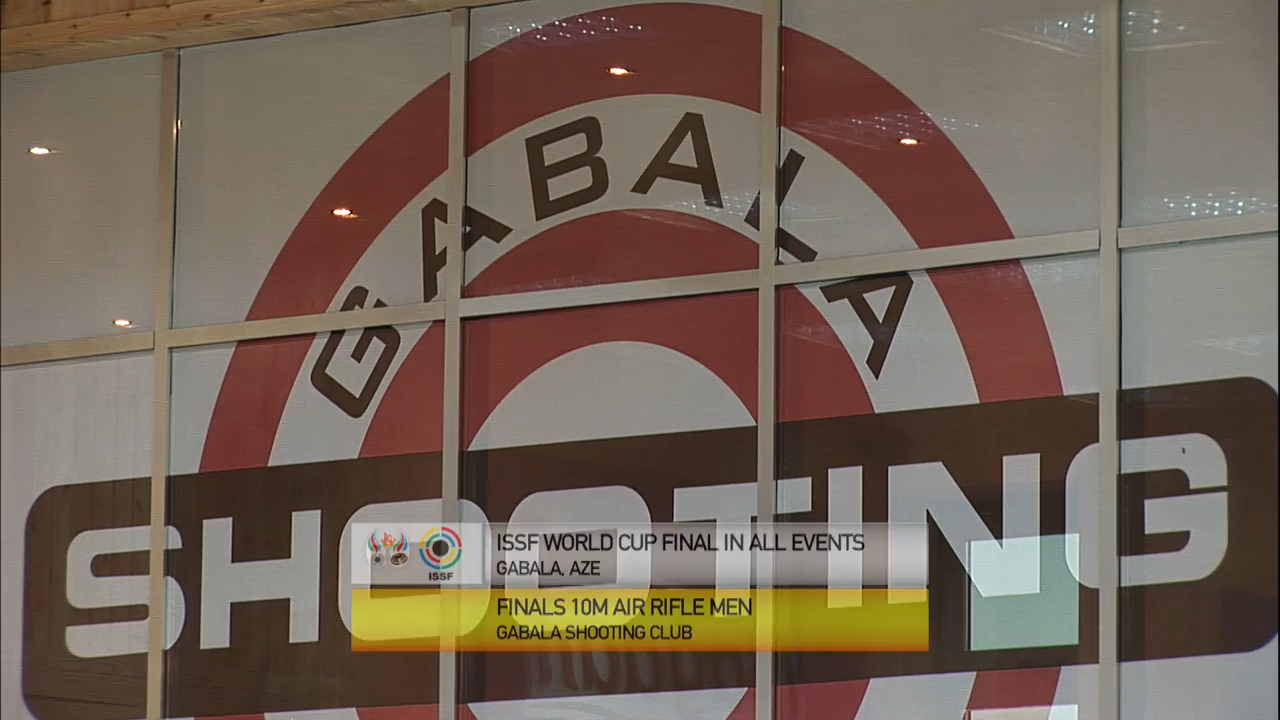 GABALA
SHOOTING
ISSF
ISSF WORLD CUP FINAL IN ALL EVENTS
GABALA, AZE
FINALS 10M AIR RIFLE MEN
GABALA SHOOTING CLUB